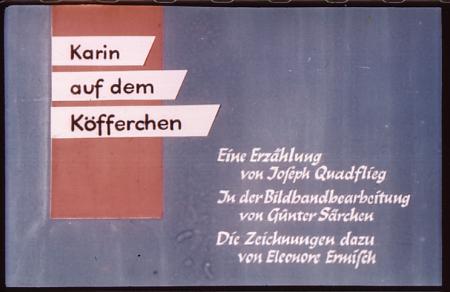 Karin
auf dem
Köfferchen
Eine Erzählung
von Joseph Quadflieg
In der Bildbandbearbeitung
von Günter Särchen
Die Zeichnungen dazu
von Eleonore Ermisch